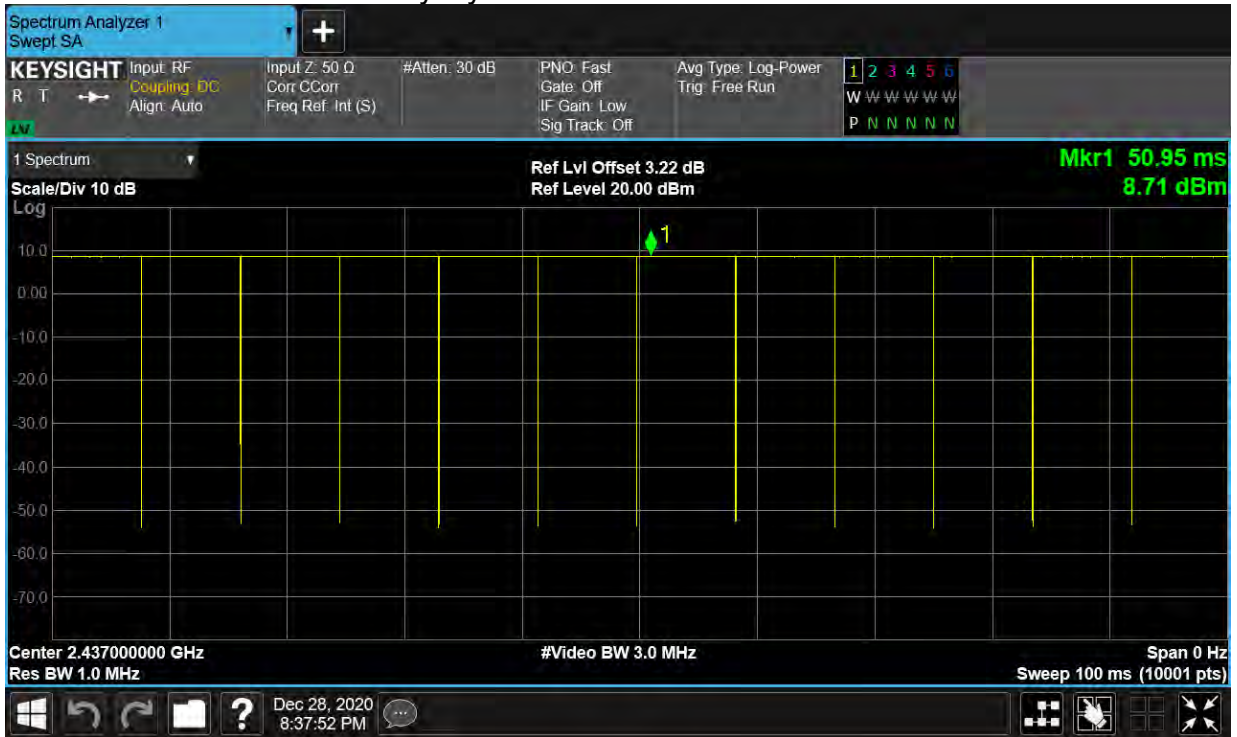 Spectrum Analyzer 1
Swept SA
+
KEYSIGHT Input: RF Input Z: 50 Ω #Atten: 30 dB PNO: Fast Avg Type: Log-Power 1 2 3 4 5 6
R T Coupling: DC Corr CCorr Gate: Off Trig: Free Run W W W W W W
Align: Auto Freq Ref: Int (S) IF Gain: Low P N N N N N
Sig Track: Off
1 Spectrum
Ref Lvl Offset 3.22 dB Mkr1 50.95 ms
Scale/Div 10 dB Ref Level 20.00 dBm 8.71 dBm
Log
1
10.0
0.00
-10.0
-20.0
-30.0
-40.0
-50.0
-60.0
-70.0
Center 2.437000000 GHz #Video BW 3.0 MHz Span 0 Hz
Res BW 1.0 MHz Sweep 100 ms (10001 pts)
? Dec 28, 2020
8:37:52 PM